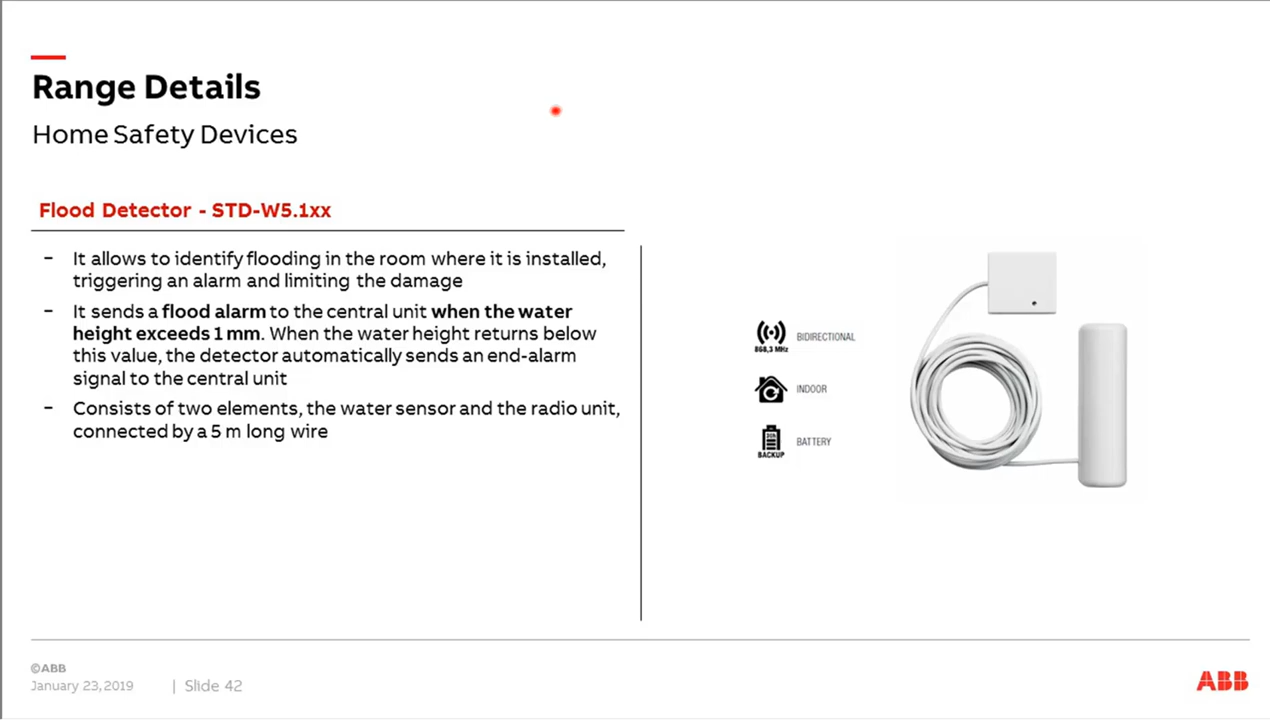 Range Details
Home Safety Devices
Flood Detector - STD-W5.1xx
- It allows to identify flooding in the room where it is installed,
triggering an alarm and limiting the damage
- It sends a flood alarm to the central unit when the water
height exceeds 1 mm. When the water height returns below
this value, the detector automatically sends an end-alarm
signal to the central unit
- Consists of two elements, the water sensor and the radio unit,
connected by a 5 m long wire
868,3 MHz
BIDIRECTIONAL
INDOOR
BACKUP
BATTERY
©ABB
January 23, 2019 | Slide 42
ABB